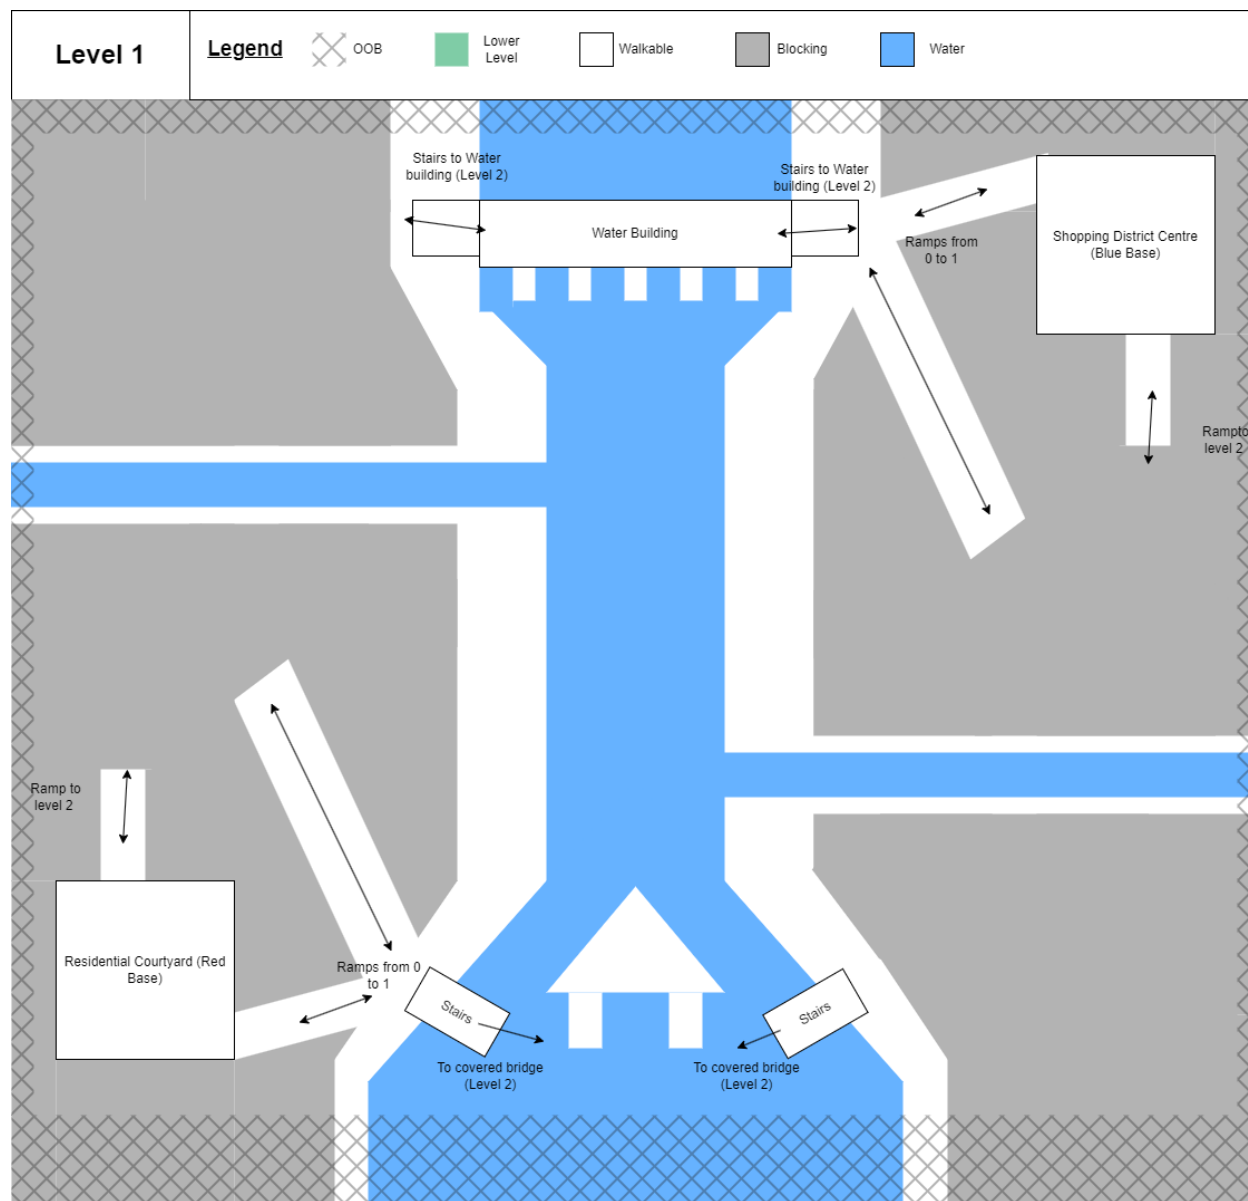 Level 1
Legend
OOB
Lower
Level
Walkable
Blocking
Water
Stairs to Water
building (Level 2)
Stairs to Water
building (Level 2)
Water Building
Ramps from
0 to 1
Shopping District Centre
(Blue Base)
Rampto
level 2
Ramp to
level 2
Residential Courtyard (Red
Base)
Ramps from 0
to 1
Stairs
Stairs
To covered bridge
(Level 2)
To covered bridge
(Level 2)